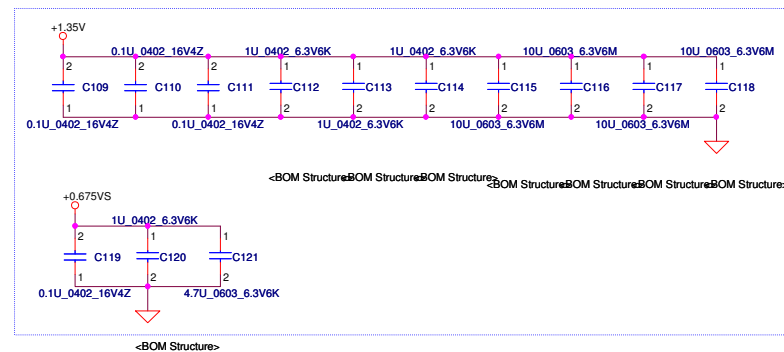 +1.35V
0.1U_0402_16V4Z 1U_0402_6.3V6K 1U_0402_6.3V6K 10U_0603_6.3V6M 10U_0603_6.3V6M
2 2 2 1 1 1 1 1 1 1
C109 C110 C111 C112 C113 C114 C115 C116 C117 C118
1 1 1 2 2 2 2 2 2 2
0.1U_0402_16V4Z 0.1U_0402_16V4Z 1U_0402_6.3V6K 10U_0603_6.3V6M 10U_0603_6.3V6M
<BOM Structure> <BOM Structure> <BOM Structure> <BOM Structure> <BOM Structure> <BOM Structure> <BOM Structure>
+0.675VS
1U_0402_6.3V6K
2 1 1
C119 C120 C121
1 2 2
0.1U_0402_16V4Z 4.7U_0603_6.3V6K
<BOM Structure>